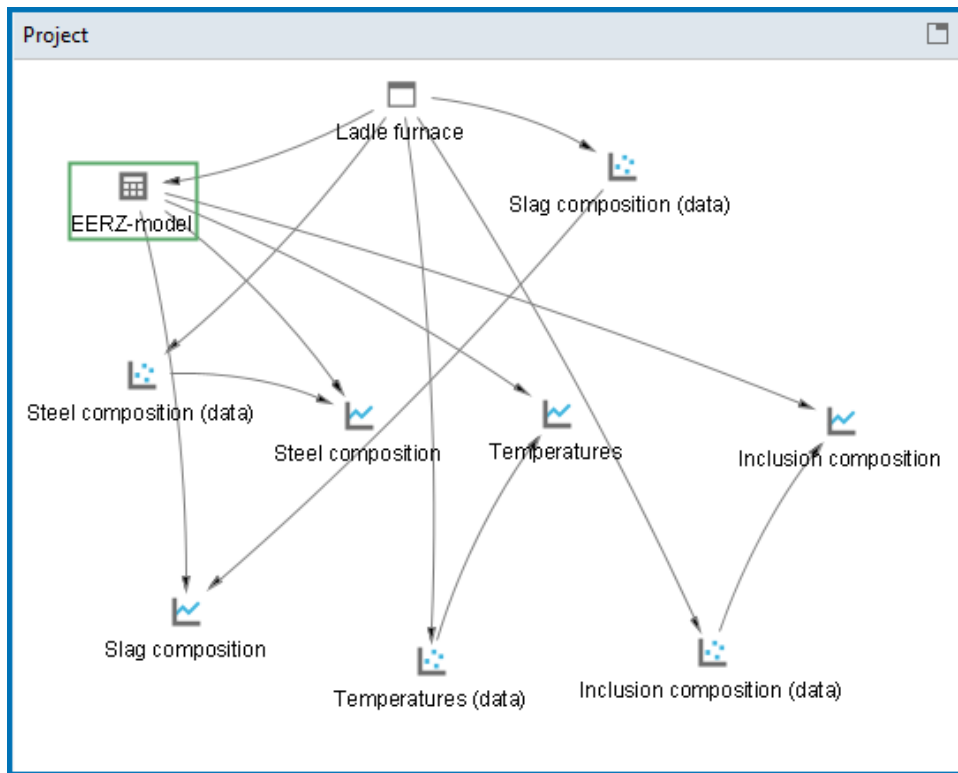 Project
Ladle furnace
Slag composition (data)
EERZ-model
Steel composition (data)
Steel composition
Temperatures
Inclusion composition
Slag composition
Temperatures (data)
Inclusion composition (data)